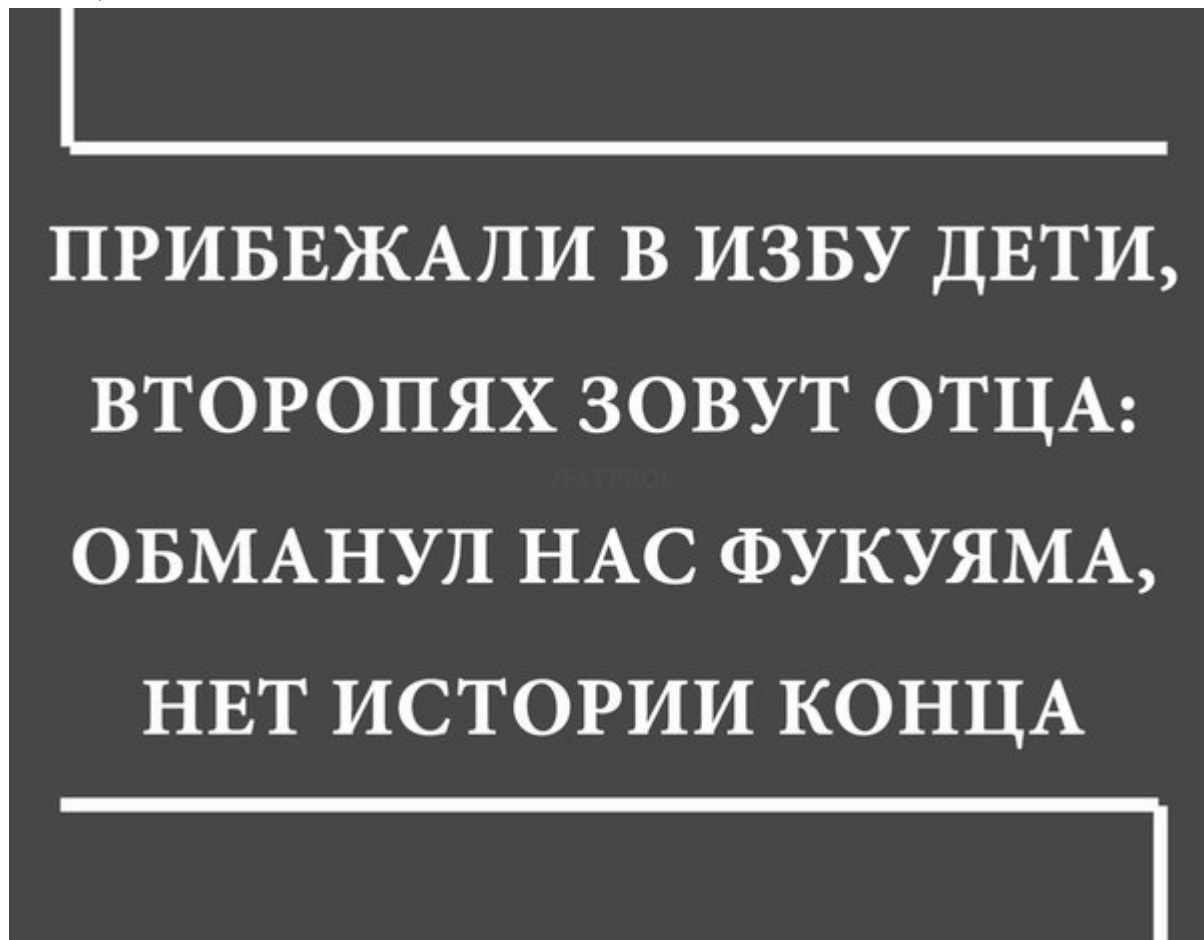 ПРИБЕЖАЛИ В ИЗБУ ДЕТИ,
ВТОРОПЯХ ЗОВУТ ОТЦА:
ОБМАНУЛ НАС ФУКУЯМА,
НЕТ ИСТОРИИ КОНЦА